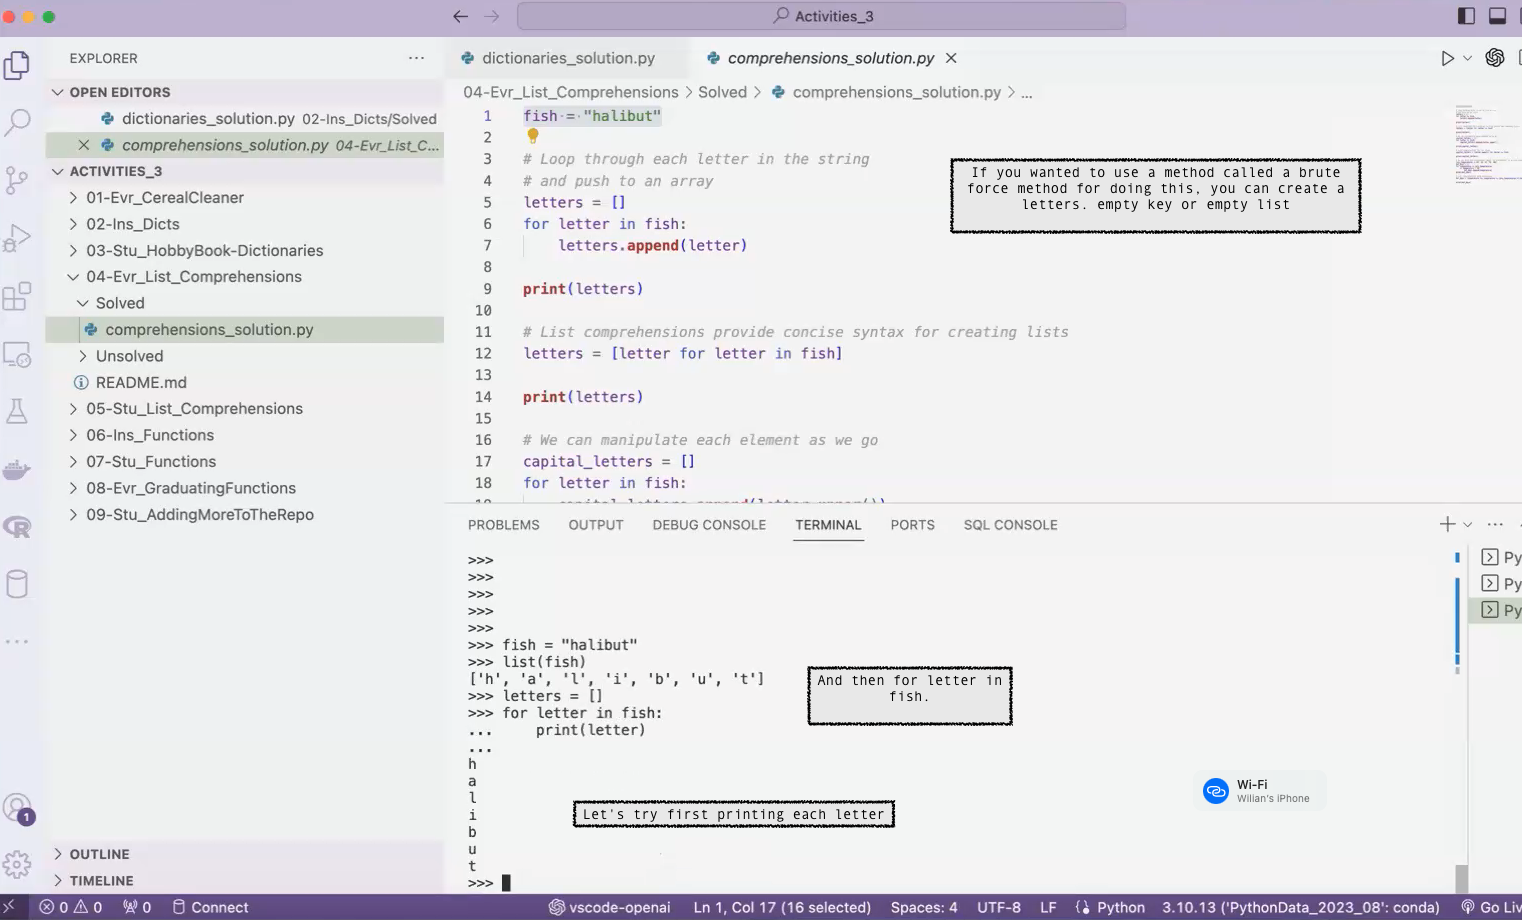 Activities_3
EXPLORER
OPEN EDITORS
dictionaries_solution.py 02-Ins_Dicts/Solved
comprehensions_solution.py 04-Evr_List_C...
ACTIVITIES_3
01-Evr_CerealCleaner
02-Ins_Dicts
03-Stu_HobbyBook-Dictionaries
04-Evr_List_Comprehensions
Solved
comprehensions_solution.py
Unsolved
README.md
05-Stu_List_Comprehensions
06-Ins_Functions
07-Stu_Functions
08-Evr_GraduatingFunctions
09-Stu_AddingMoreToTheRepo
OUTLINE
TIMELINE
dictionaries_solution.py
comprehensions_solution.py
04-Evr_List_Comprehensions > Solved > comprehensions_solution.py > ...
1 fish = "halibut"
2
3 # Loop through each letter in the string
4 # and push to an array
5 letters = []
6 for letter in fish:
7 letters.append(letter)
8
9 print(letters)
10
11 # List comprehensions provide concise syntax for creating lists
12 letters = [letter for letter in fish]
13
14 print(letters)
15
16 # We can manipulate each element as we go
17 capital_letters = []
18 for letter in fish:
If you wanted to use a method called a brute
force method for doing this, you can create a
letters. empty key or empty list
PROBLEMS OUTPUT DEBUG CONSOLE TERMINAL PORTS SQL CONSOLE
>>>
>>>
>>>
>>>
>>>
>>> fish = "halibut"
>>> list(fish)
['h', 'a', 'l', 'i', 'b', 'u', 't']
>>> letters = []
>>> for letter in fish:
... print(letter)
...
h
a
l
i
b
u
t
>>>
And then for letter in
fish.
Let's try first printing each letter
Py
Py
Py
Wi-Fi
Wilian's iPhone
1
0 0 0 Connect vscode-openai Ln 1, Col 17 (16 selected) Spaces: 4 UTF-8 LF Python 3.10.13 ('PythonData_2023_08': conda) Go Liv